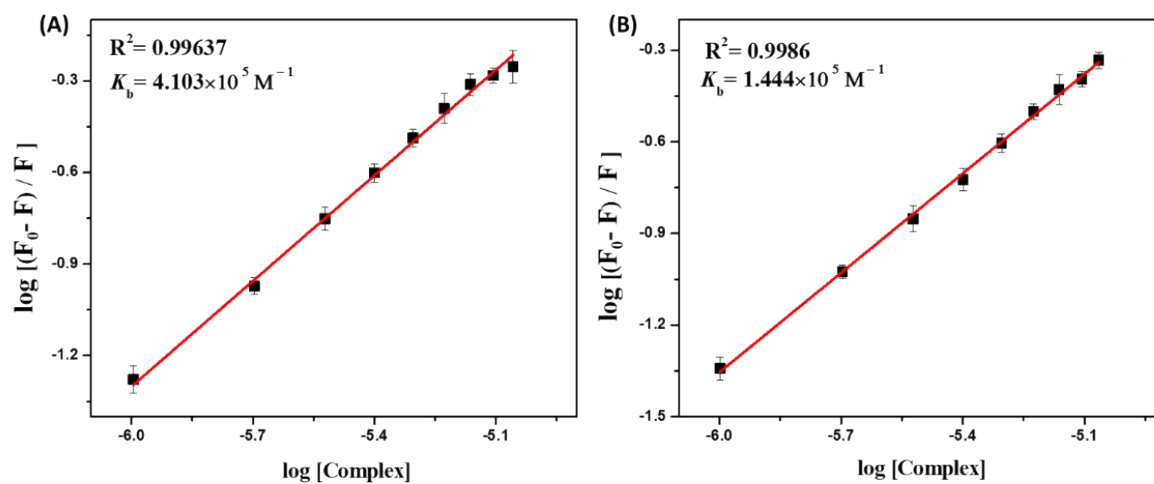 (A)
R²= 0.99637
K_b= 4.103×10⁵ M⁻¹
log [(F₀- F) / F ]
-0.3
-0.6
-0.9
-1.2
-6.0 -5.7 -5.4 -5.1
log [Complex]
(B)
R²= 0.9986
K_b= 1.444×10⁵ M⁻¹
log [(F₀- F) / F ]
-0.3
-0.6
-0.9
-1.2
-1.5
-6.0 -5.7 -5.4 -5.1
log [Complex]